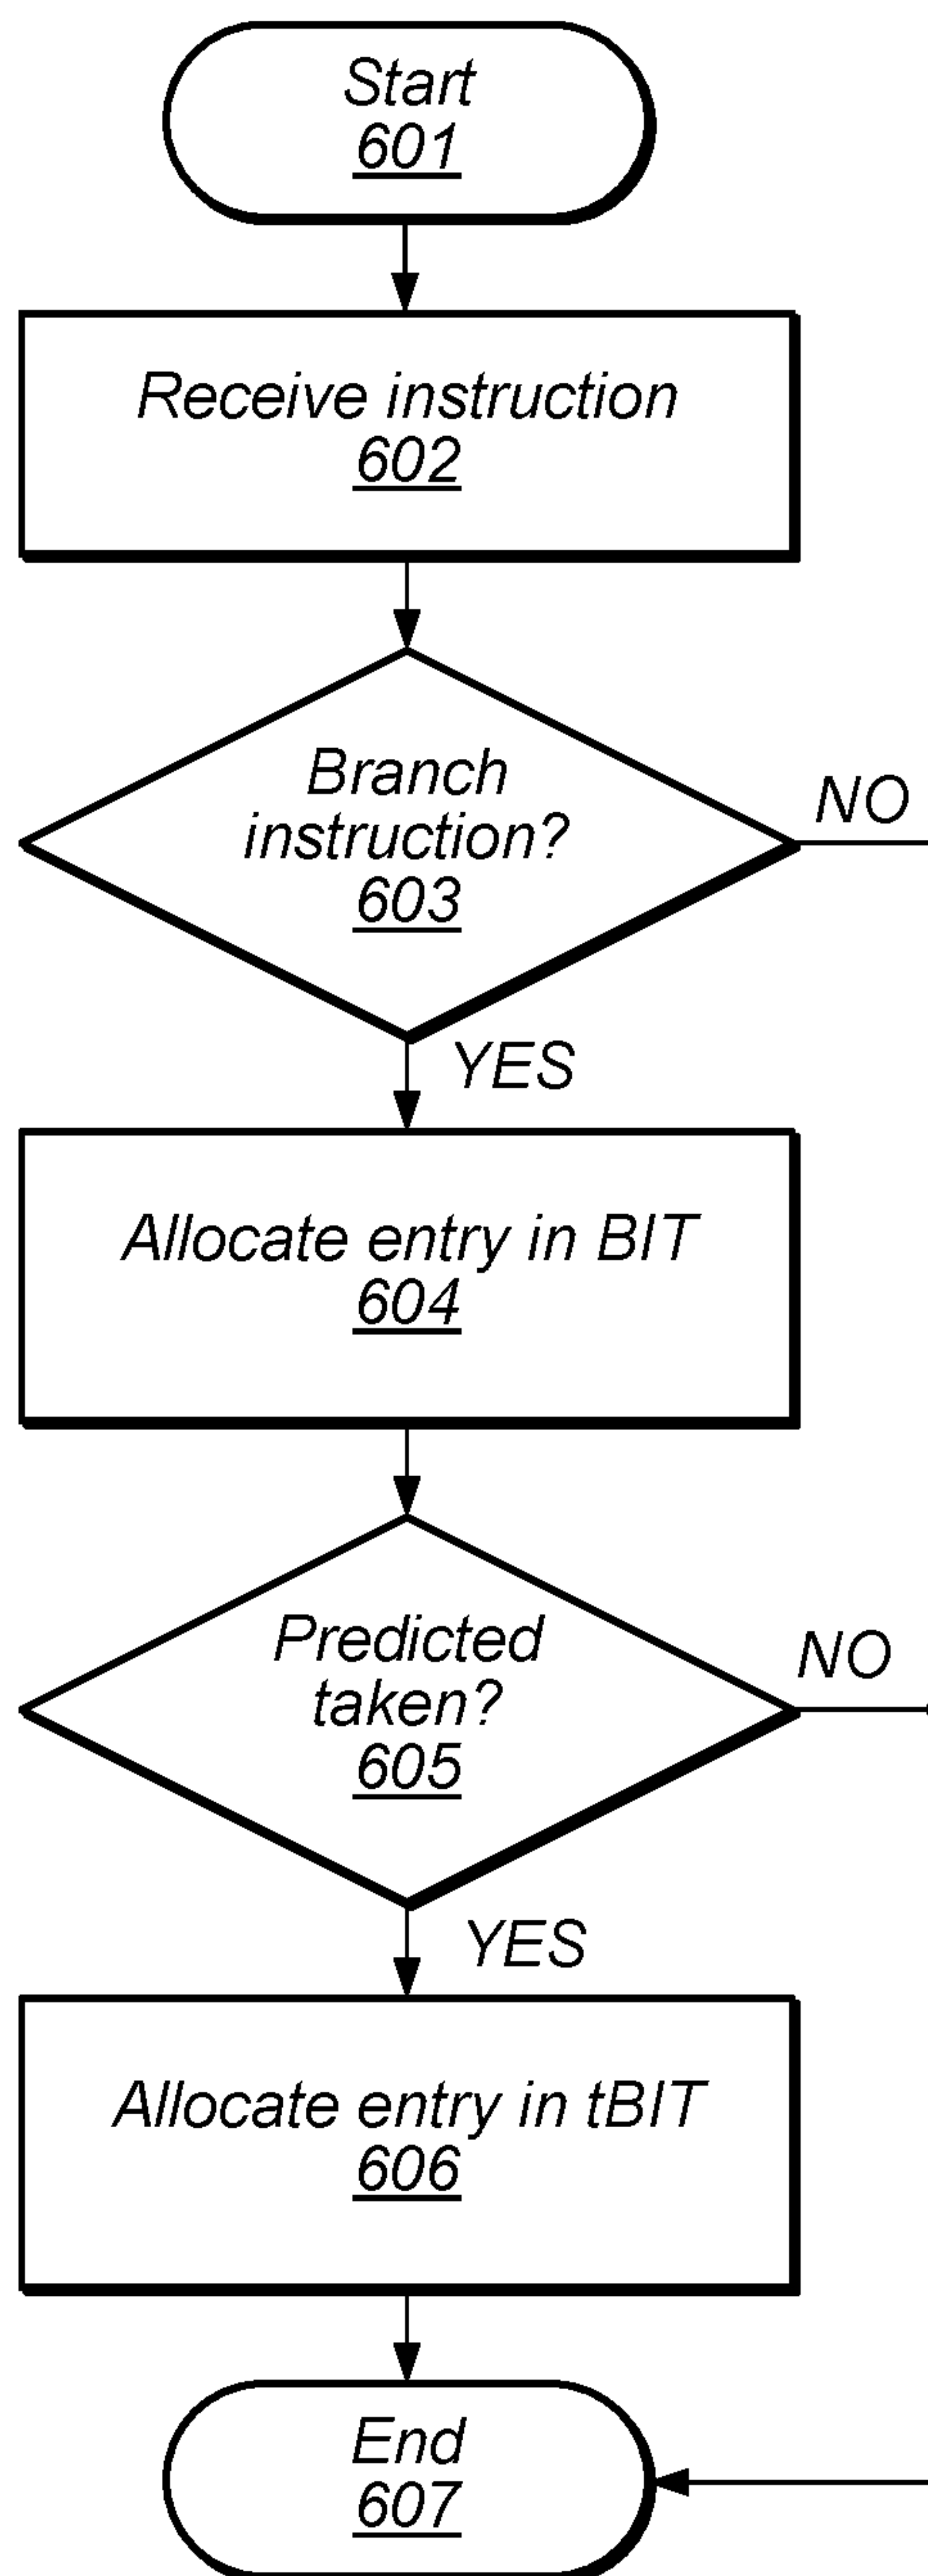 Start
601
Receive instruction
602
Branch
instruction?
603
NO
YES
Allocate entry in BIT
604
Predicted
taken?
605
NO
YES
Allocate entry in tBIT
606
End
607